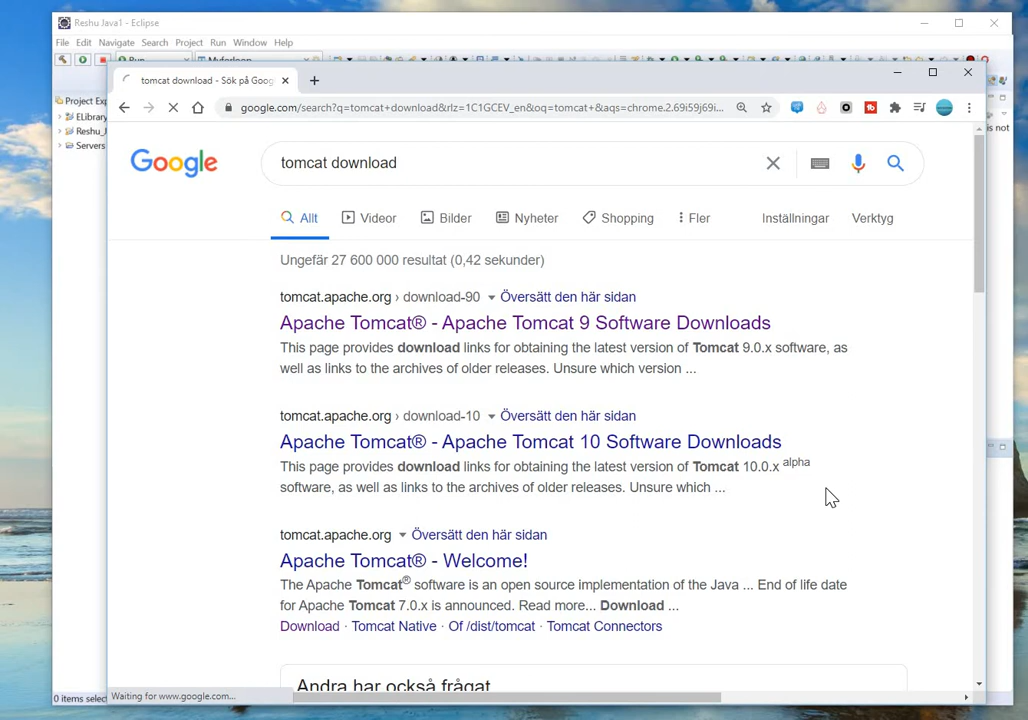 Reshu Java1 - Eclipse
File Edit Navigate Search Project Run Window Help
tomcat download - Sök på Goog
google.com/search?q=tomcat+download&rlz=1C1GCEV_en&oq=tomcat+&aqs=chrome.2.69i59j69i...
Project Exp
ELibrary
Reshu_J
Servers
is not
Google
tomcat download
Allt Videor Bilder Nyheter Shopping Fler Inställningar Verktyg
Ungefär 27 600 000 resultat (0,42 sekunder)
tomcat.apache.org › download-90 Översätt den här sidan
Apache Tomcat® - Apache Tomcat 9 Software Downloads
This page provides download links for obtaining the latest version of Tomcat 9.0.x software, as
well as links to the archives of older releases. Unsure which version ...
tomcat.apache.org › download-10 Översätt den här sidan
Apache Tomcat® - Apache Tomcat 10 Software Downloads
This page provides download links for obtaining the latest version of Tomcat 10.0.x alpha
software, as well as links to the archives of older releases. Unsure which ...
tomcat.apache.org Översätt den här sidan
Apache Tomcat® - Welcome!
The Apache Tomcat® software is an open source implementation of the Java ... End of life date
for Apache Tomcat 7.0.x is announced. Read more... Download ...
Download · Tomcat Native · Of /dist/tomcat · Tomcat Connectors
Andra har också frågat
0 items selec
Waiting for www.google.com...